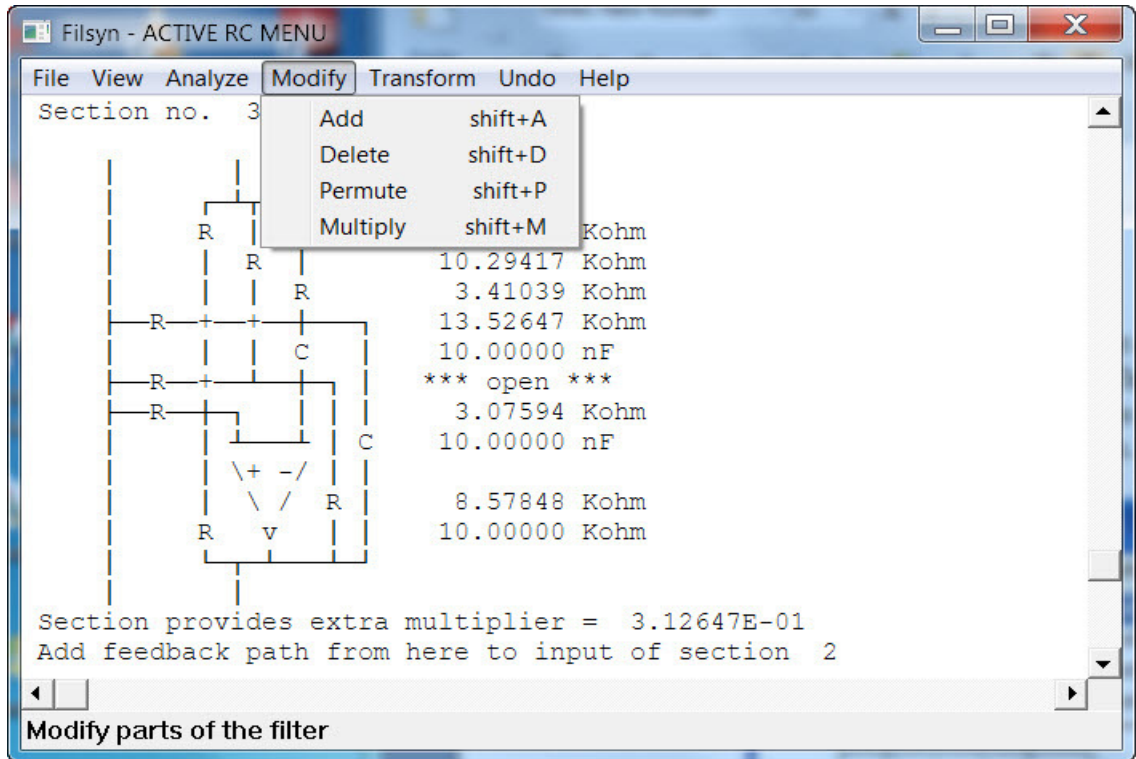 Filsyn - ACTIVE RC MENU
File View Analyze Modify Transform Undo Help
Section no. 3
Add shift+A
Delete shift+D
Permute shift+P
Multiply shift+M
R Kohm
R 10.29417 Kohm
R 3.41039 Kohm
R + + 13.52647 Kohm
C 10.00000 nF
R + *** open ***
R 3.07594 Kohm
C 10.00000 nF
\+ -/
\ / R 8.57848 Kohm
R v 10.00000 Kohm
Section provides extra multiplier = 3.12647E-01
Add feedback path from here to input of section 2
Modify parts of the filter